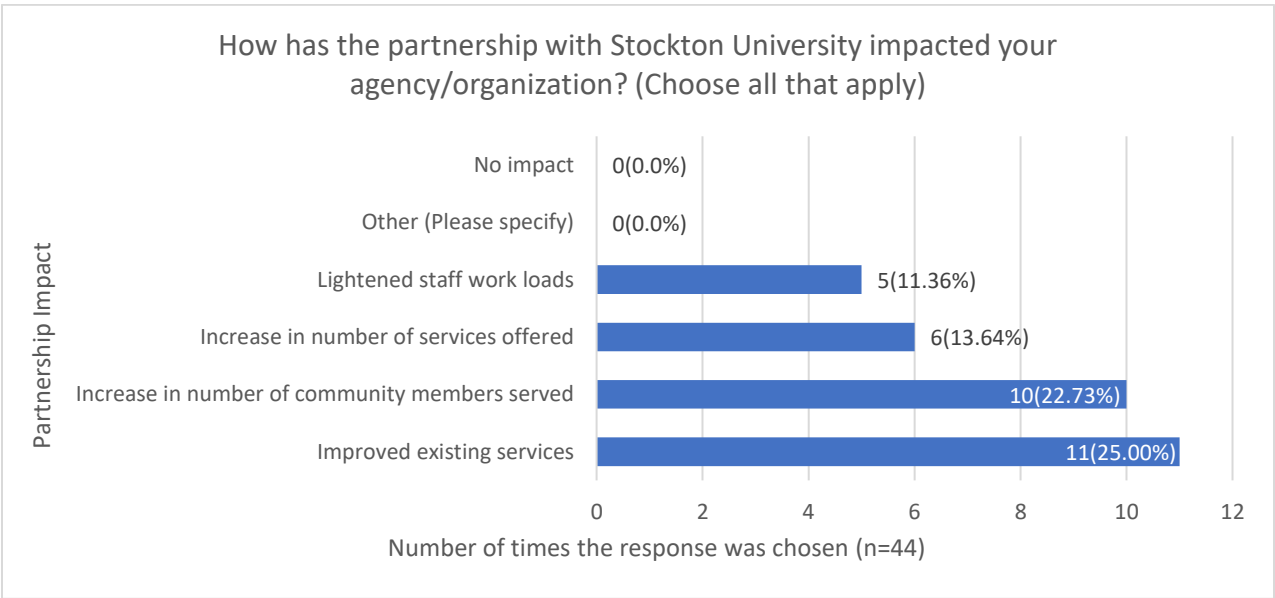 How has the partnership with Stockton University impacted your
agency/organization? (Choose all that apply)
Partnership Impact
No impact 0(0.0%)
Other (Please specify) 0(0.0%)
Lightened staff work loads 5(11.36%)
Increase in number of services offered 6(13.64%)
Increase in number of community members served 10(22.73%)
Improved existing services 11(25.00%)
0 2 4 6 8 10 12
Number of times the response was chosen (n=44)